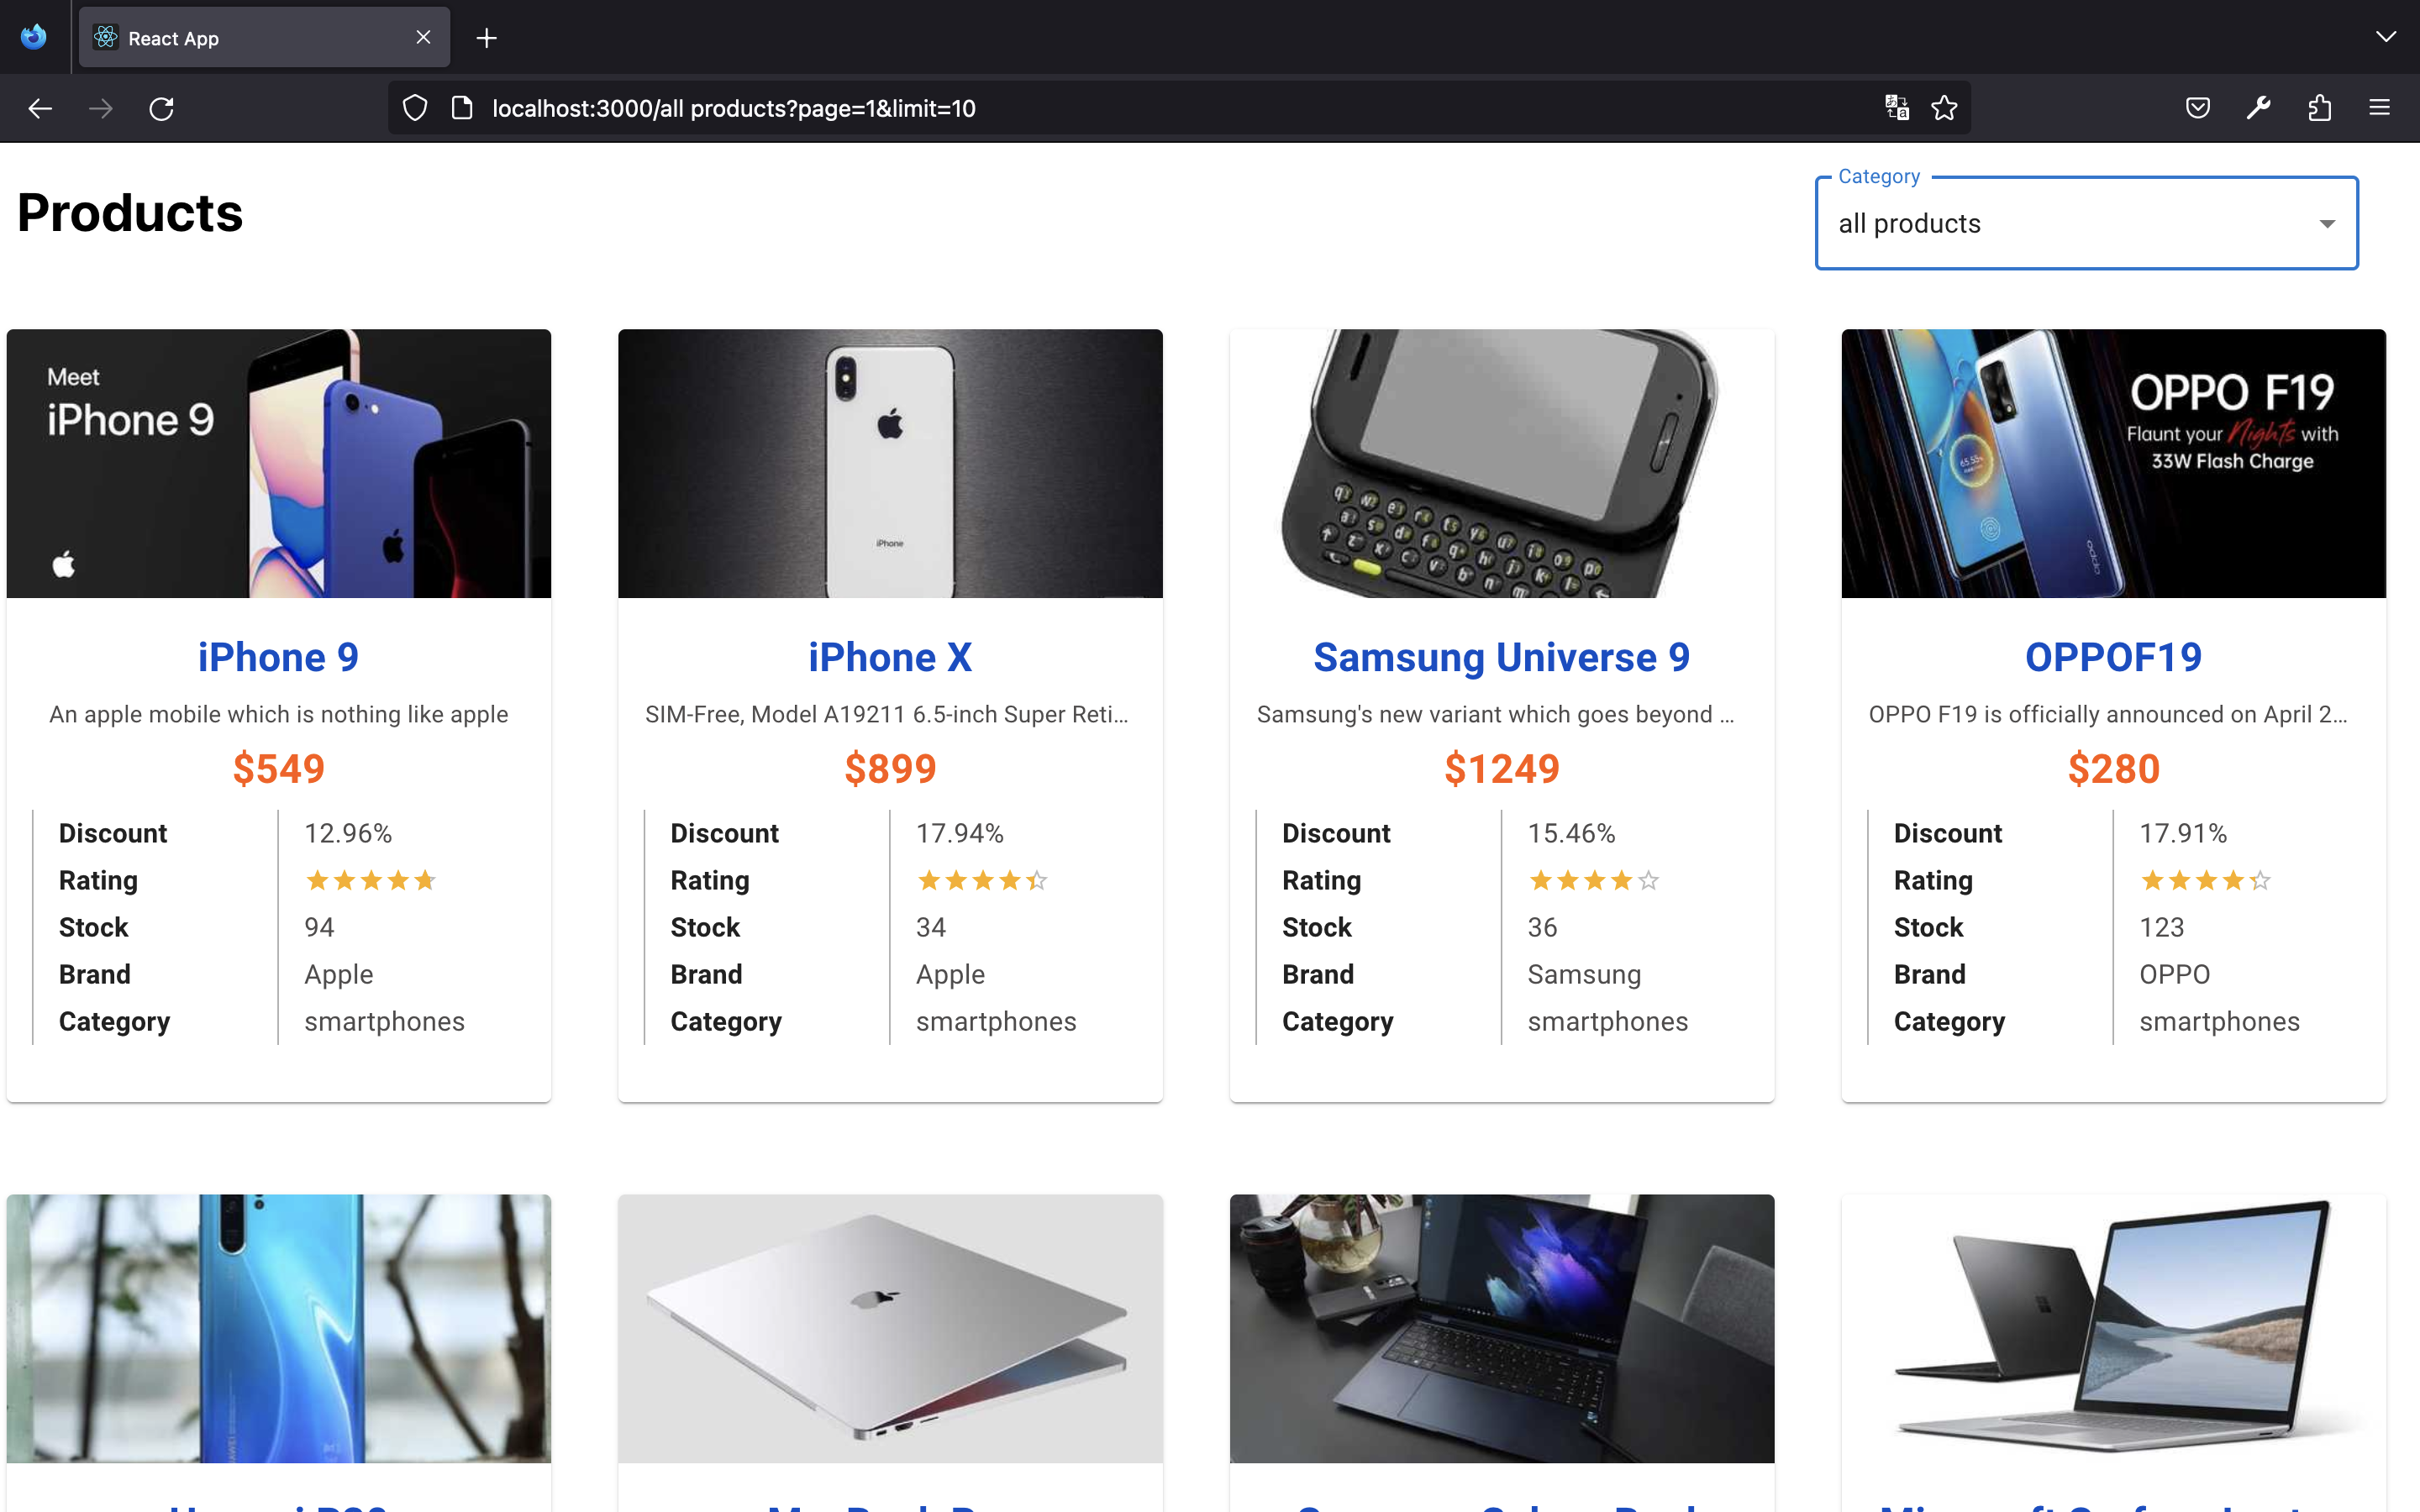 React App
localhost:3000/all products?page=1&limit=10
Products
Category
all products
Meet
iPhone 9
iPhone
OPPO F19
Flaunt your Nights with
33W Flash Charge
oppo
iPhone 9
An apple mobile which is nothing like apple
$549
Discount 12.96%
Rating
Stock 94
Brand Apple
Category smartphones
iPhone X
SIM-Free, Model A19211 6.5-inch Super Reti...
$899
Discount 17.94%
Rating
Stock 34
Brand Apple
Category smartphones
Samsung Universe 9
Samsung's new variant which goes beyond ...
$1249
Discount 15.46%
Rating
Stock 36
Brand Samsung
Category smartphones
OPPOF19
OPPO F19 is officially announced on April 2...
$280
Discount 17.91%
Rating
Stock 123
Brand OPPO
Category smartphones